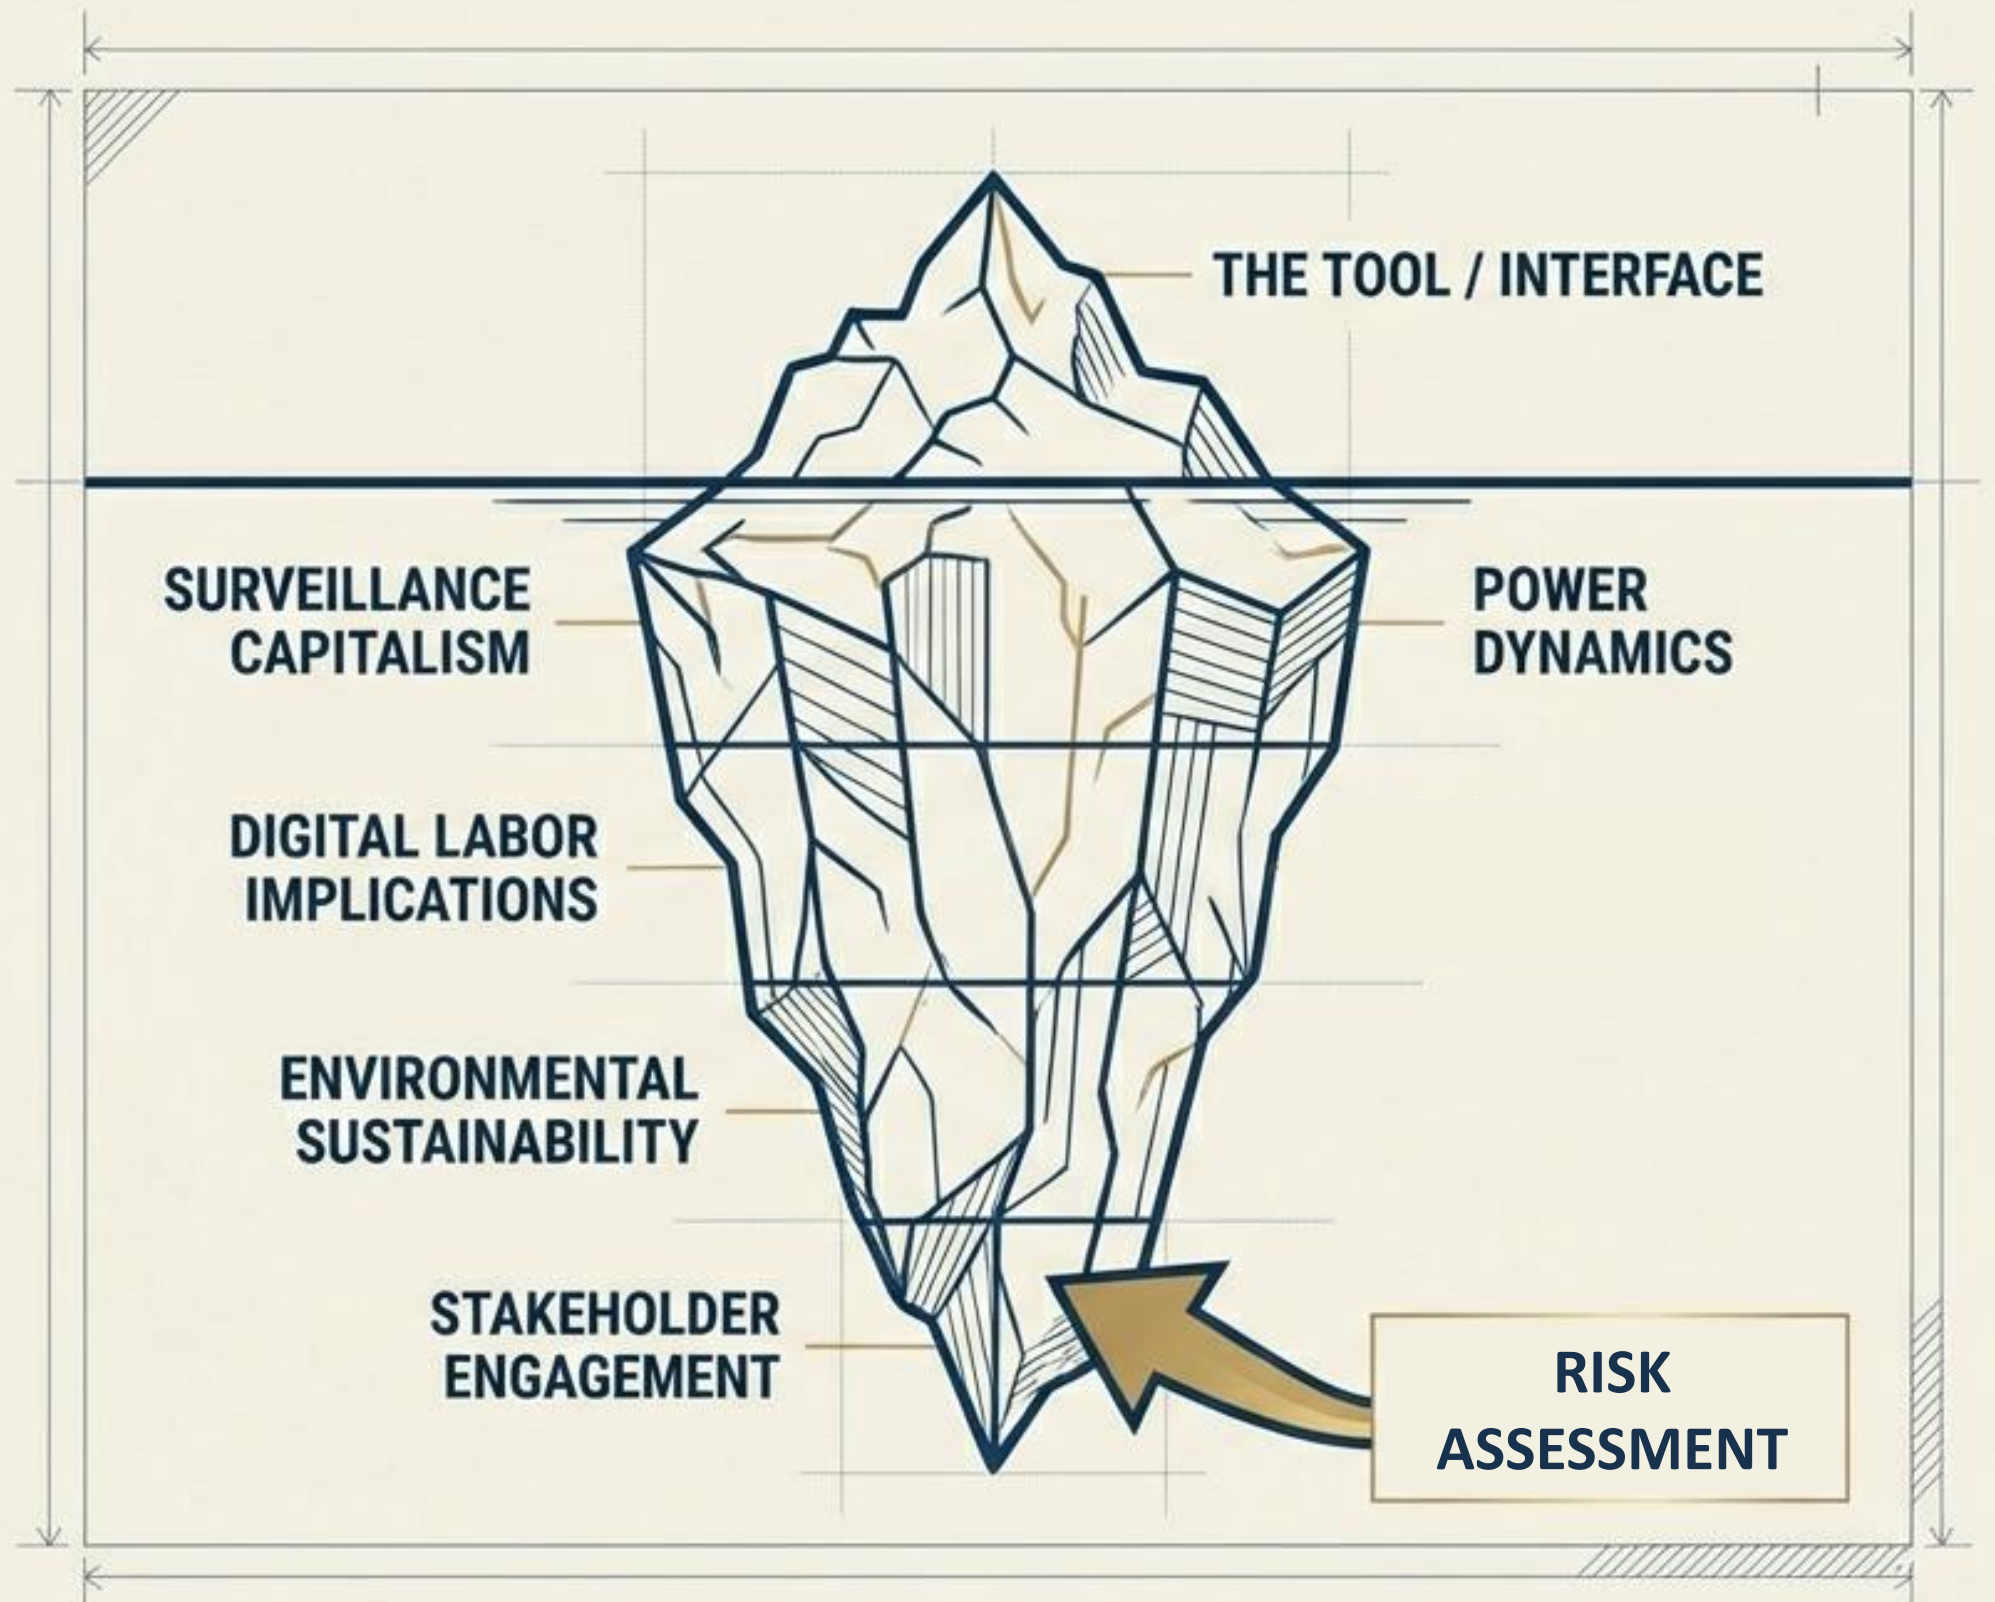 THE TOOL / INTERFACE
SURVEILLANCE
CAPITALISM
POWER
DYNAMICS
DIGITAL LABOR
IMPLICATIONS
ENVIRONMENTAL
SUSTAINABILITY
STAKEHOLDER
ENGAGEMENT
RISK
ASSESSMENT